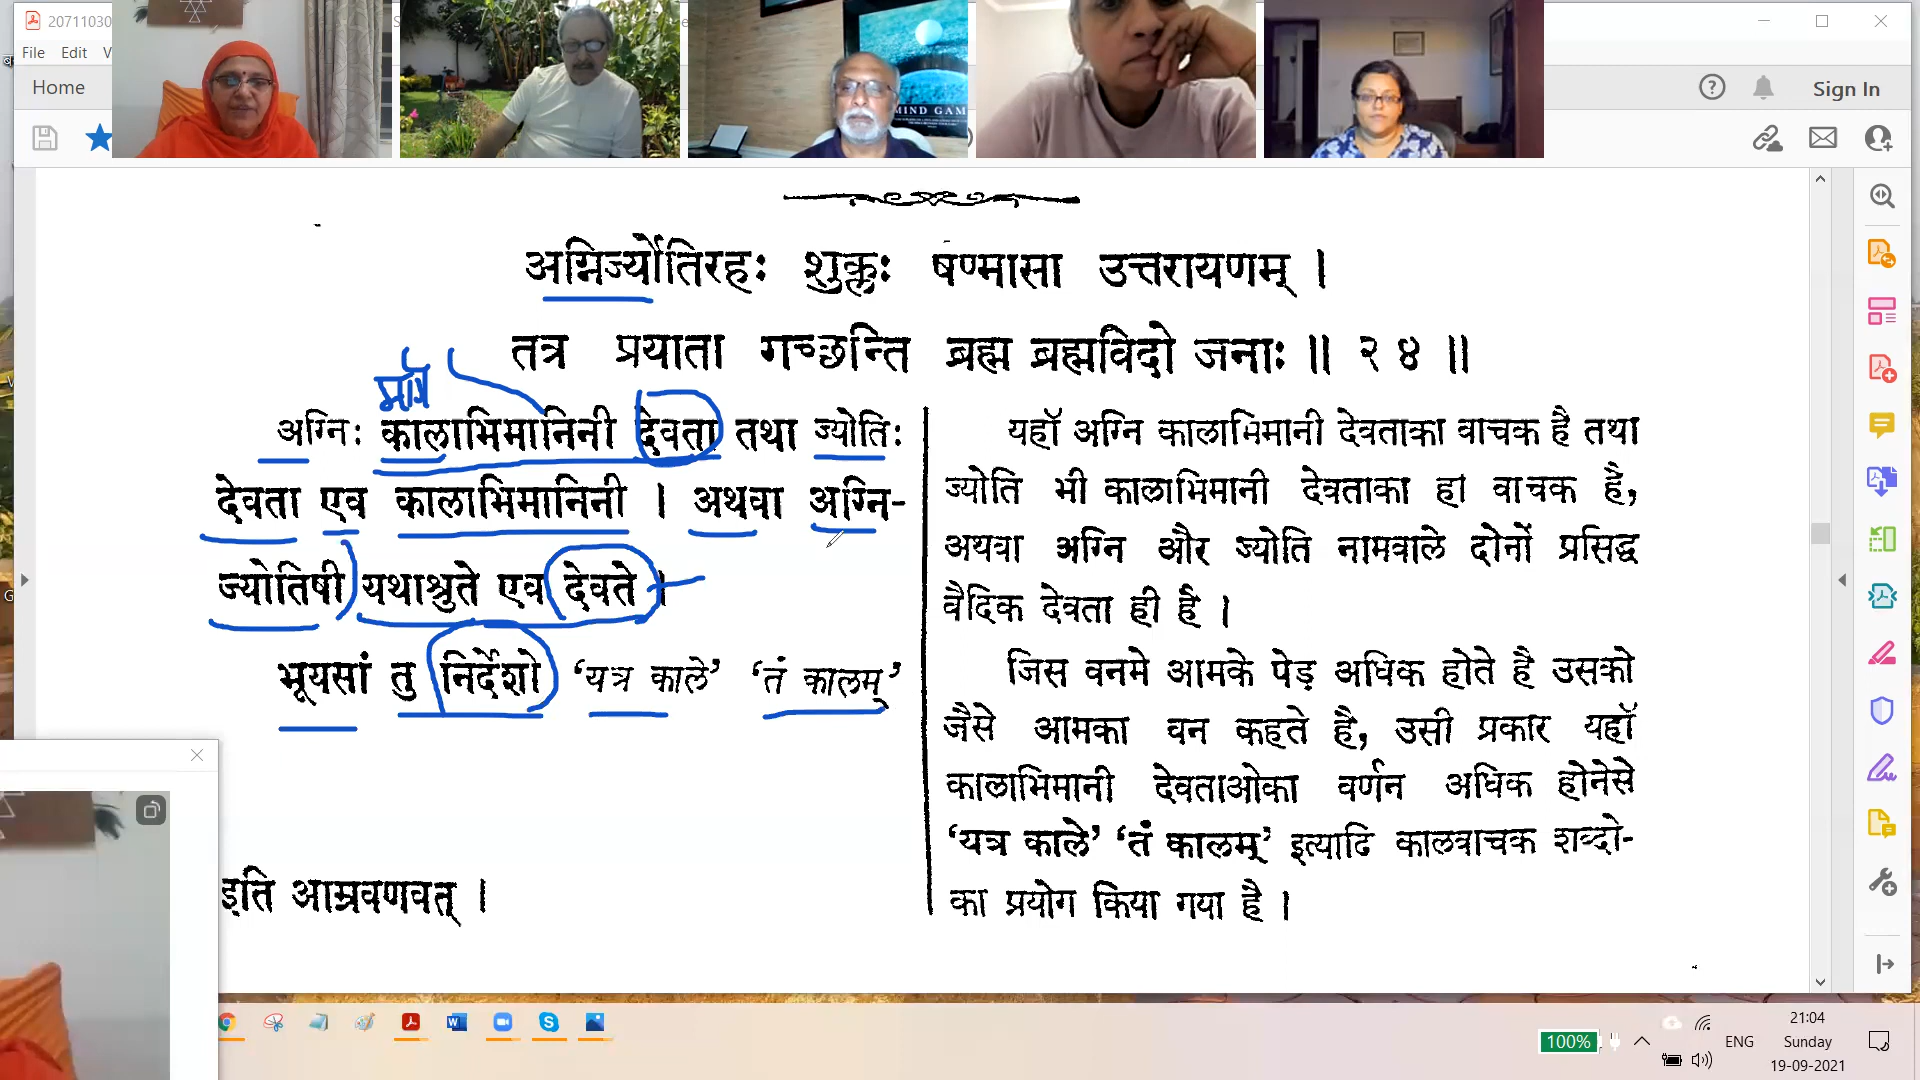 20711030
File Edit V
Home
Sign In
MIND GAM
अग्निर्ज्योतिरहः शुक्लः षण्मासा उत्तरायणम् ।
तत्र प्रयाता गच्छन्ति ब्रह्म ब्रह्मविदो जनाः ॥ २४ ॥
मार्ग
अग्निः कालाभिमानिनी देवता तथा ज्योतिः
देवता एव कालाभिमानिनी । अथवा अग्नि-
ज्योतिषी यथाश्रुते एव देवते ।
भूयसां तु निर्देशो ‘यत्र काले’ ‘तं कालम्’
इति आम्रवणवत् ।
यहाँ अग्नि कालाभिमानी देवताका वाचक है तथा
ज्योति भी कालाभिमानी देवताका ही वाचक है,
अथवा अग्नि और ज्योति नामवाले दोनों प्रसिद्ध
वैदिक देवता ही हैं ।
जिस वनमे आमके पेड़ अधिक होते है उसको
जैसे आमका वन कहते है, उसी प्रकार यहाँ
कालाभिमानी देवताओका वर्णन अधिक होनेसे
‘यत्र काले’ ‘तं कालम्’ इत्यादि कालवाचक शब्दो-
का प्रयोग किया गया है ।
100%
ENG
21:04
Sunday
19-09-2021